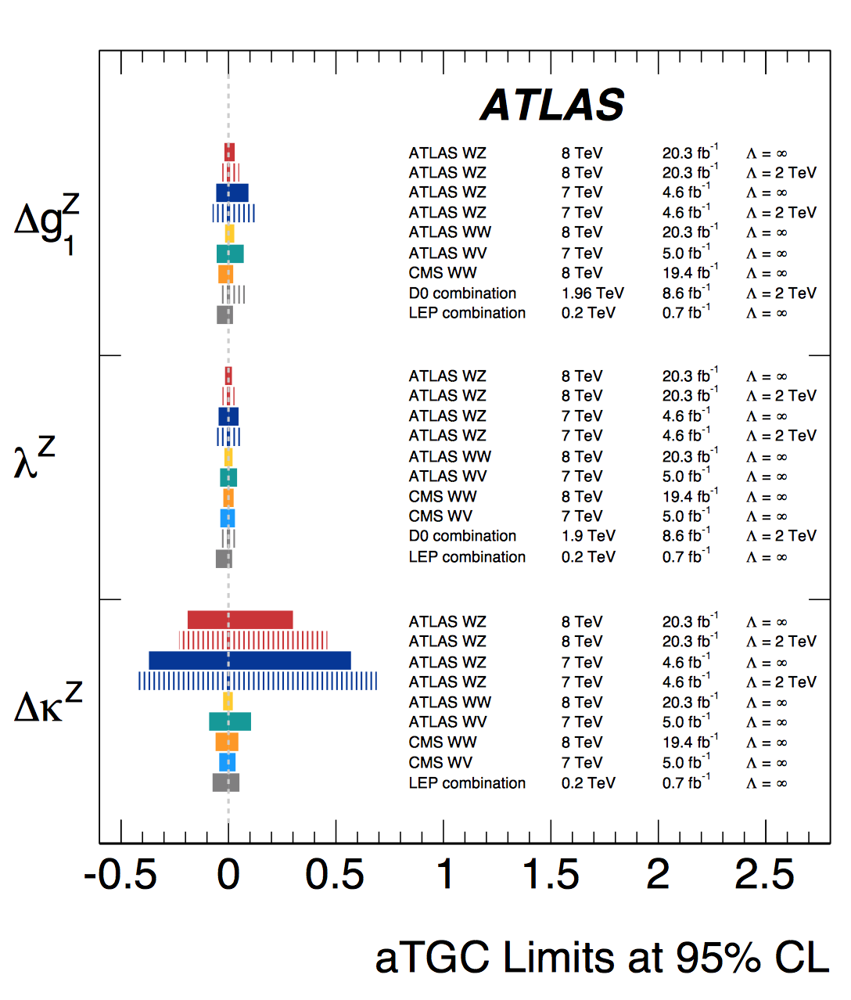 ATLAS
Δg₁ᶻ
ATLAS WZ 8 TeV 20.3 fb⁻¹ Λ = ∞
ATLAS WZ 8 TeV 20.3 fb⁻¹ Λ = 2 TeV
ATLAS WZ 7 TeV 4.6 fb⁻¹ Λ = ∞
ATLAS WZ 7 TeV 4.6 fb⁻¹ Λ = 2 TeV
ATLAS WW 8 TeV 20.3 fb⁻¹ Λ = ∞
ATLAS WV 7 TeV 5.0 fb⁻¹ Λ = ∞
CMS WW 8 TeV 19.4 fb⁻¹ Λ = ∞
D0 combination 1.96 TeV 8.6 fb⁻¹ Λ = 2 TeV
LEP combination 0.2 TeV 0.7 fb⁻¹ Λ = ∞
λᶻ
ATLAS WZ 8 TeV 20.3 fb⁻¹ Λ = ∞
ATLAS WZ 8 TeV 20.3 fb⁻¹ Λ = 2 TeV
ATLAS WZ 7 TeV 4.6 fb⁻¹ Λ = ∞
ATLAS WZ 7 TeV 4.6 fb⁻¹ Λ = 2 TeV
ATLAS WW 8 TeV 20.3 fb⁻¹ Λ = ∞
ATLAS WV 7 TeV 5.0 fb⁻¹ Λ = ∞
CMS WW 8 TeV 19.4 fb⁻¹ Λ = ∞
CMS WV 7 TeV 5.0 fb⁻¹ Λ = ∞
D0 combination 1.9 TeV 8.6 fb⁻¹ Λ = 2 TeV
LEP combination 0.2 TeV 0.7 fb⁻¹ Λ = ∞
Δκᶻ
ATLAS WZ 8 TeV 20.3 fb⁻¹ Λ = ∞
ATLAS WZ 8 TeV 20.3 fb⁻¹ Λ = 2 TeV
ATLAS WZ 7 TeV 4.6 fb⁻¹ Λ = ∞
ATLAS WZ 7 TeV 4.6 fb⁻¹ Λ = 2 TeV
ATLAS WW 8 TeV 20.3 fb⁻¹ Λ = ∞
ATLAS WV 7 TeV 5.0 fb⁻¹ Λ = ∞
CMS WW 8 TeV 19.4 fb⁻¹ Λ = ∞
CMS WV 7 TeV 5.0 fb⁻¹ Λ = ∞
LEP combination 0.2 TeV 0.7 fb⁻¹ Λ = ∞
-0.5 0 0.5 1 1.5 2 2.5
aTGC Limits at 95% CL